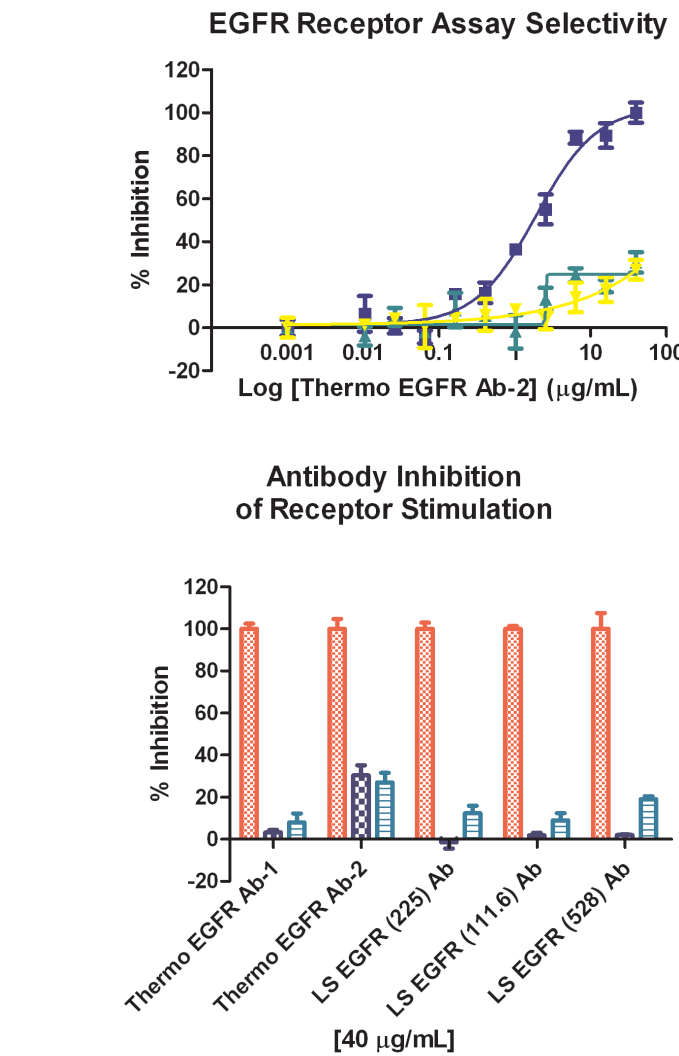 EGFR Receptor Assay Selectivity
120
100
80
60
40
20
0
-20
% Inhibition
0.001 0.01 0.1 1 10 100
Log [Thermo EGFR Ab-2] (μg/mL)
Antibody Inhibition
of Receptor Stimulation
120
100
80
60
40
20
0
-20
% Inhibition
Thermo EGFR Ab-1
Thermo EGFR Ab-2
LS EGFR (225) Ab
LS EGFR (111.6) Ab
LS EGFR (528) Ab
[40 μg/mL]